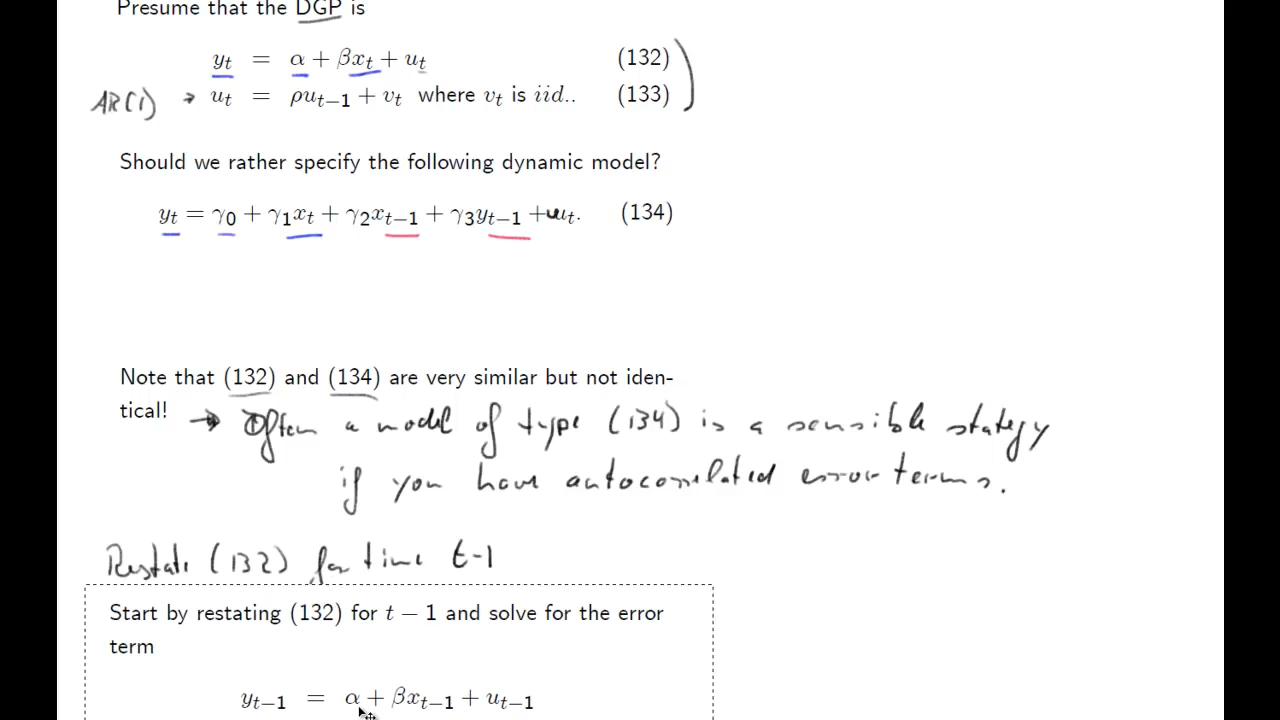 Presume that the DGP is
y_t = α + βx_t + u_t (132)
AR(1) → u_t = ρu_{t−1} + v_t where v_t is iid.. (133)
Should we rather specify the following dynamic model?
y_t = γ_0 + γ_1x_t + γ_2x_{t−1} + γ_3y_{t−1} + u_t. (134)
Note that (132) and (134) are very similar but not iden-
tical!
→ Often a model of type (134) is a sensible stategy
if you have autocorrelated error terms.
Restate (132) for time t-1
Start by restating (132) for t − 1 and solve for the error
term
y_{t−1} = α + βx_{t−1} + u_{t−1}